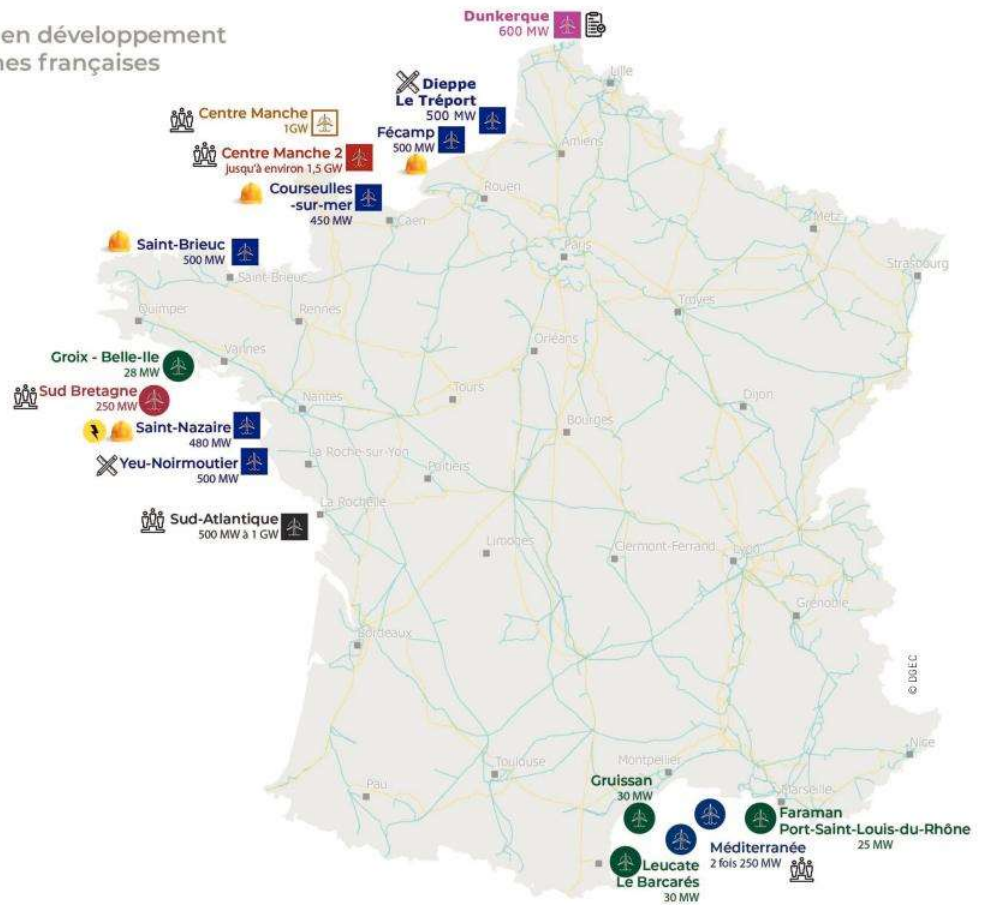 en développement
nes françaises
Dunkerque
600 MW
Lille
Dieppe
Le Tréport
500 MW
Centre Manche
1GW
Fécamp
500 MW
Amiens
Centre Manche 2
jusqu'à environ 1,5 GW
Rouen
Courseulles
-sur-mer
450 MW
Caen
Metz
Saint-Brieuc
500 MW
Paris
Strasbourg
Saint-Brieuc
Quimper
Rennes
Troyes
Orléans
Vannes
Groix - Belle-Ile
28 MW
Sud Bretagne
250 MW
Tours
Dijon
Nantes
Saint-Nazaire
480 MW
Bourges
Yeu-Noirmoutier
500 MW
La Roche-sur-Yon
Poitiers
La Rochelle
Sud-Atlantique
500 MW à 1 GW
Limoges
Clermont-Ferrand
Lyon
Grenoble
Bordeaux
© DGEC
Nice
Toulouse
Montpellier
Pau
Gruissan
30 MW
Marseille
Faraman
Port-Saint-Louis-du-Rhône
25 MW
Méditerranée
2 fois 250 MW
Leucate
Le Barcarés
30 MW